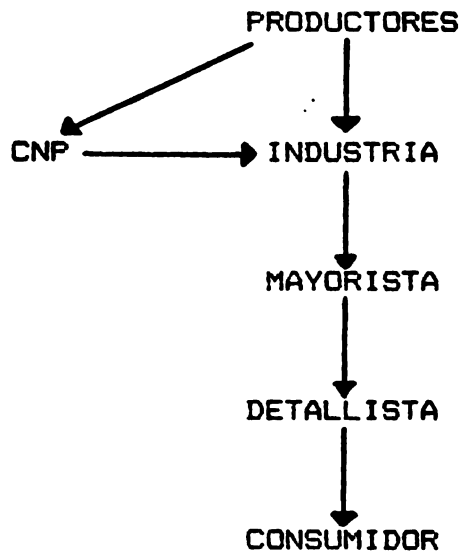 PRODUCTORES
CNP INDUSTRIA
MAYORISTA
DETALLISTA
CONSUMIDOR